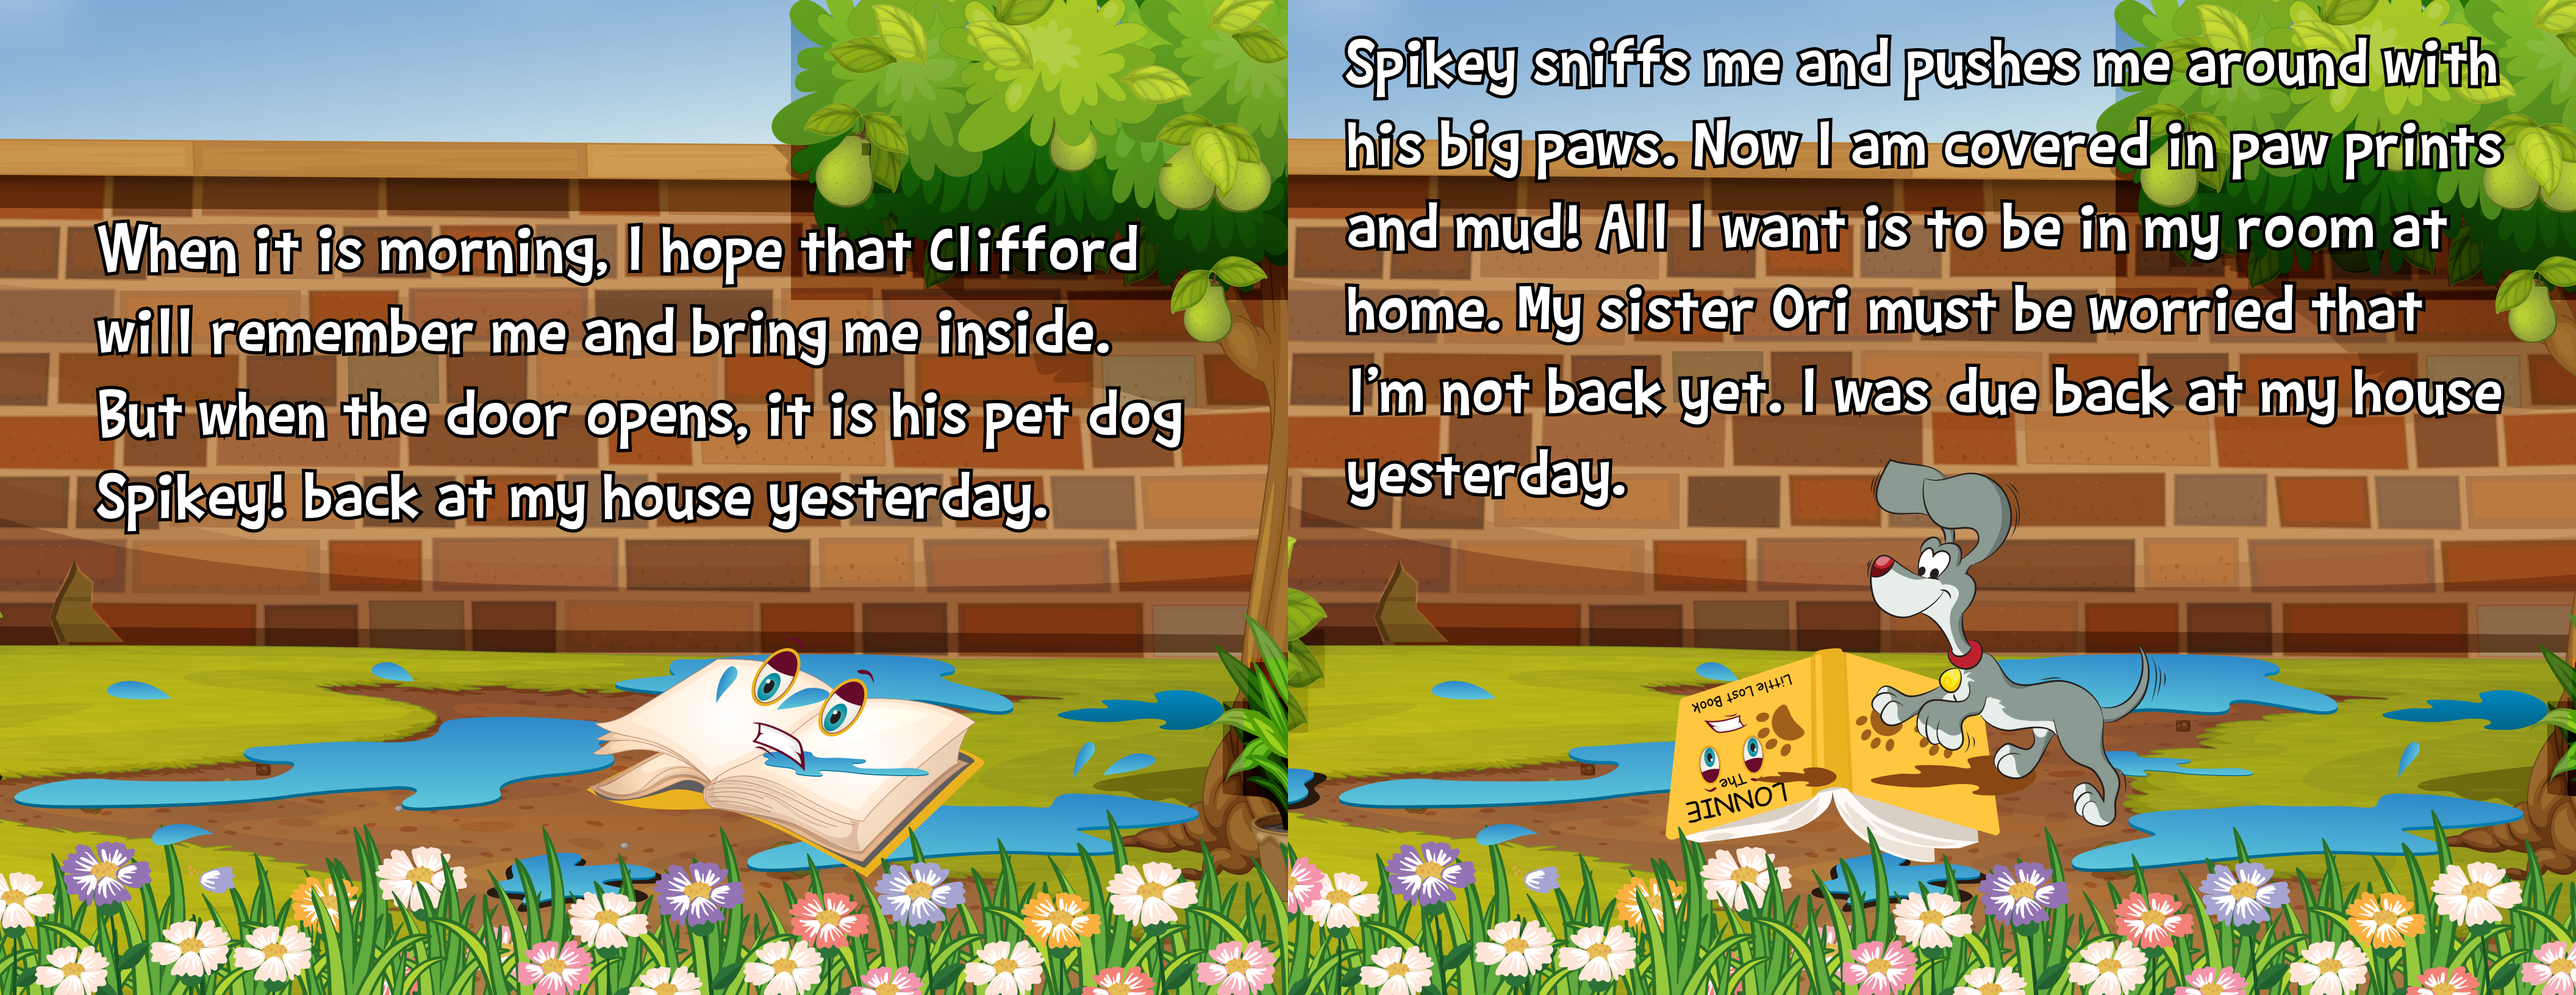 When it is morning, I hope that Clifford
will remember me and bring me inside.
But when the door opens, it is his pet dog
Spikey! back at my house yesterday.
Spikey sniffs me and pushes me around with
his big paws. Now I am covered in paw prints
and mud! All I want is to be in my room at
home. My sister Ori must be worried that
I'm not back yet. I was due back at my house
yesterday.
LONNIE
The
Little Lost Book